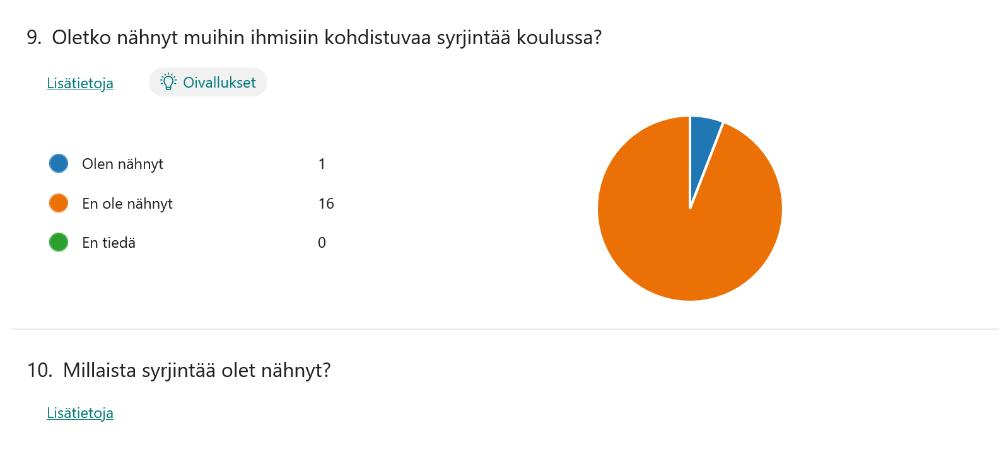 9. Oletko nähnyt muihin ihmisiin kohdistuvaa syrjintää koulussa?
Lisätietoja
Oivallukset
Olen nähnyt 1
En ole nähnyt 16
En tiedä 0
10. Millaista syrjintää olet nähnyt?
Lisätietoja